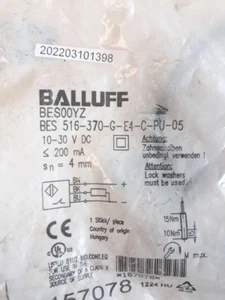 202203101398
BALLUFF
BES00YZ
BES 516-370-G-E4-C-PU-05
10-30 V DC
≤ 200 mA
sn = 4 mm
Achtung:
Zahnscheiben
unbedingt verwenden !
Attention:
Lock washers
must be used.
BN
BK
BU
1 Stück/ piece
Country of origin
Hungary
15Nm
10Nm
1224 HU
157078